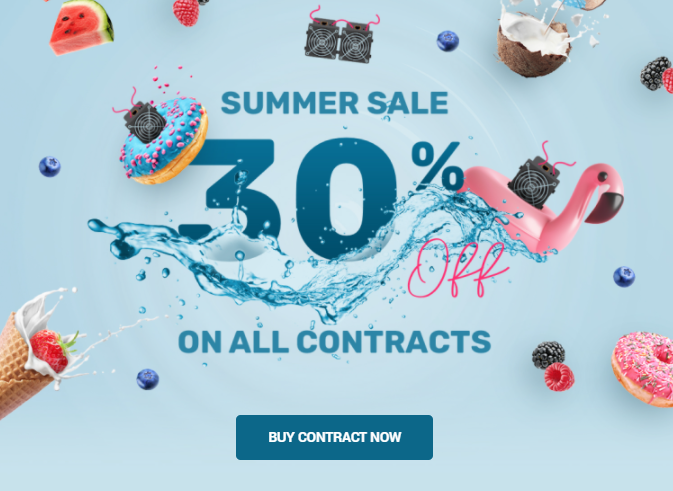 SUMMER SALE
30%
Off
ON ALL CONTRACTS
BUY CONTRACT NOW